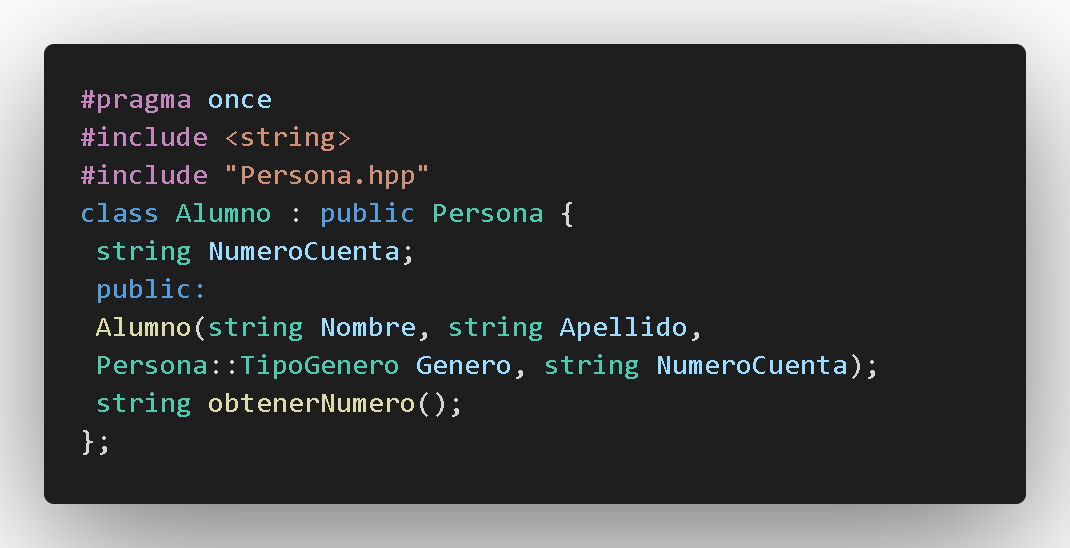 #pragma once
#include <string>
#include "Persona.hpp"
class Alumno : public Persona {
 string NumeroCuenta;
 public:
 Alumno(string Nombre, string Apellido,
 Persona::TipoGenero Genero, string NumeroCuenta);
 string obtenerNumero();
};